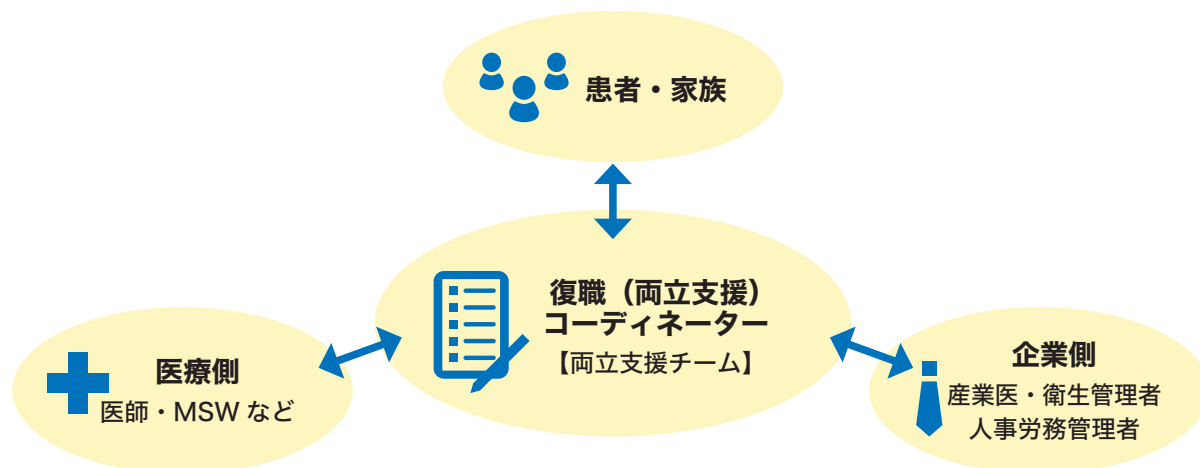 患者・家族
復職（両立支援）
コーディネーター
【両立支援チーム】
医療側
医師・MSW など
企業側
産業医・衛生管理者
人事労務管理者